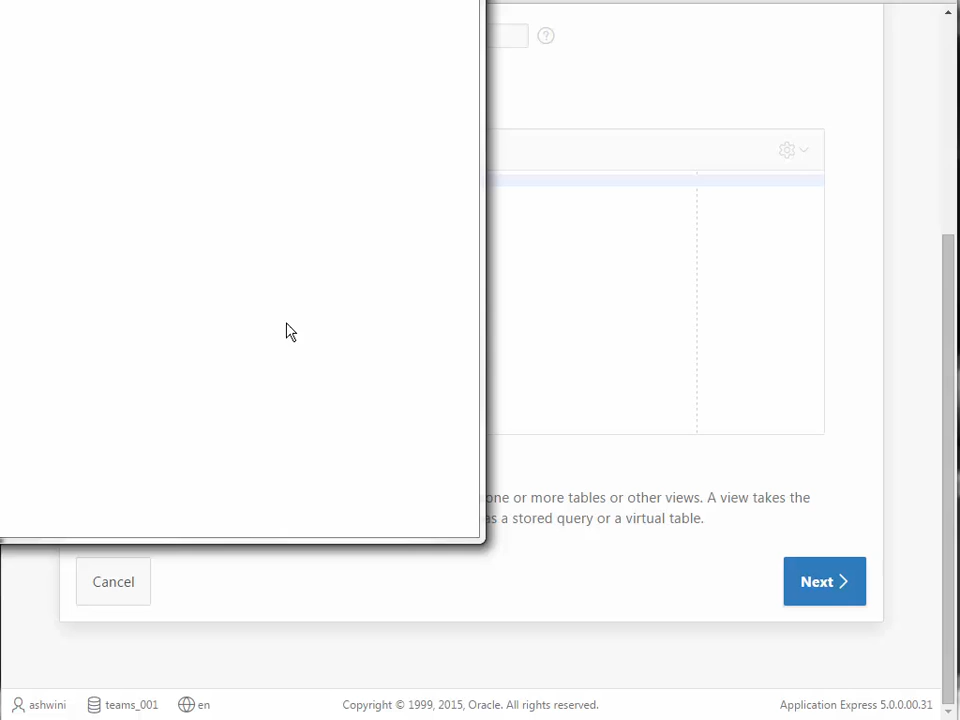 one or more tables or other views. A view takes the
as a stored query or a virtual table.
Cancel
Next
ashwini
teams_001
en
Copyright © 1999, 2015, Oracle. All rights reserved.
Application Express 5.0.0.00.31